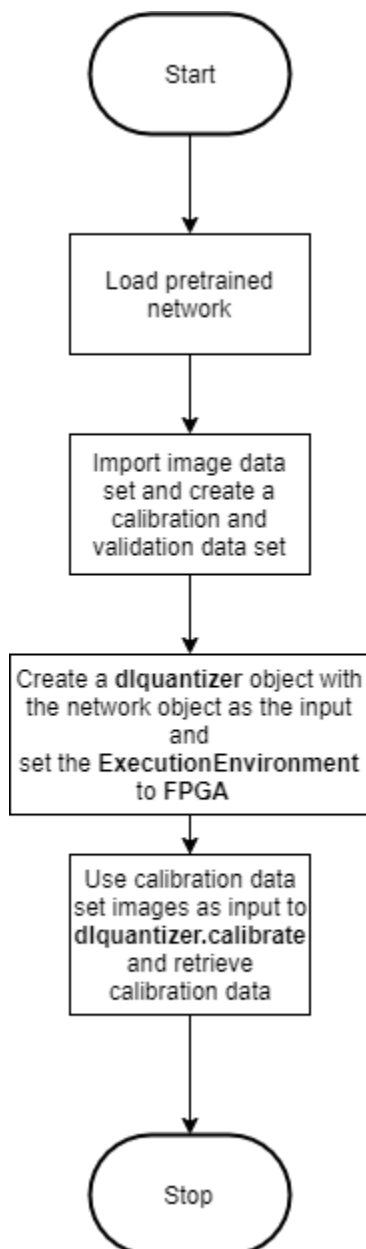 Start
Load pretrained
network
Import image data
set and create a
calibration and
validation data set
Create a dlquantizer object with
the network object as the input
and
set the ExecutionEnvironment
to FPGA
Use calibration data
set images as input to
dlquantizer.calibrate
and retrieve
calibration data
Stop